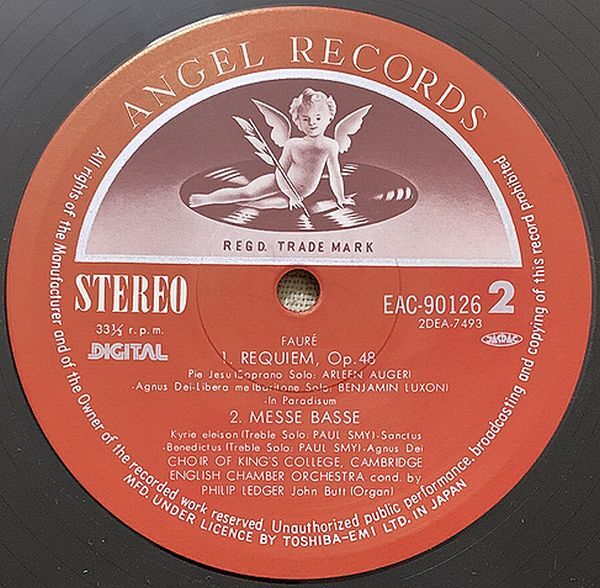 ANGEL RECORDS
REGD. TRADE MARK
STEREO
33⅓ r.p.m.
DIGITAL
EAC-90126 2
2DEA-7493
JASRAC
FAURÉ
1. REQUIEM, Op.48
Pie Jesu (Soprano Solo: ARLEEN AUGER)
-Agnus Dei-Libera me (Baritone Solo: BENJAMIN LUXON)
-In Paradisum
2. MESSE BASSE
Kyrie eleison (Treble Solo: PAUL SMY)-Sanctus
-Benedictus (Treble Solo: PAUL SMY)-Agnus Dei
CHOIR OF KING'S COLLEGE, CAMBRIDGE
ENGLISH CHAMBER ORCHESTRA cond. by
PHILIP LEDGER John Butt (Organ)
All rights of the Manufacturer and of the Owner of the recorded work reserved. Unauthorized public performance, broadcasting and copying of this record prohibited
MFD. UNDER LICENCE BY TOSHIBA-EMI LTD. IN JAPAN